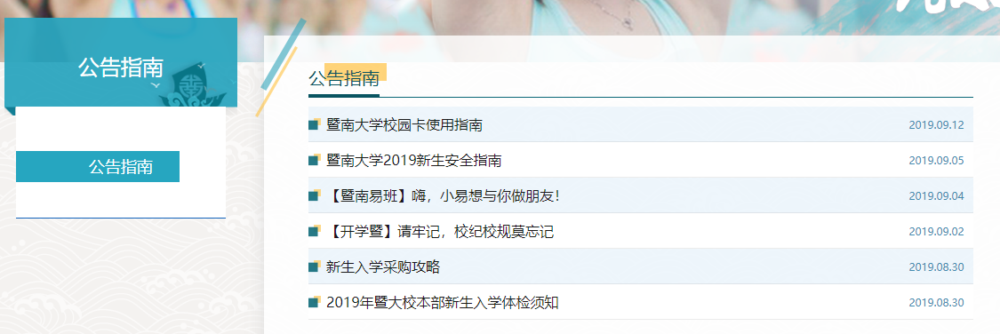 公告指南
公告指南
公告指南
暨南大学校园卡使用指南 2019.09.12
暨南大学2019新生安全指南 2019.09.05
【暨南易班】嗨，小易想与你做朋友！ 2019.09.04
【开学暨】请牢记，校纪校规莫忘记 2019.09.02
新生入学采购攻略 2019.08.30
2019年暨大校本部新生入学体检须知 2019.08.30